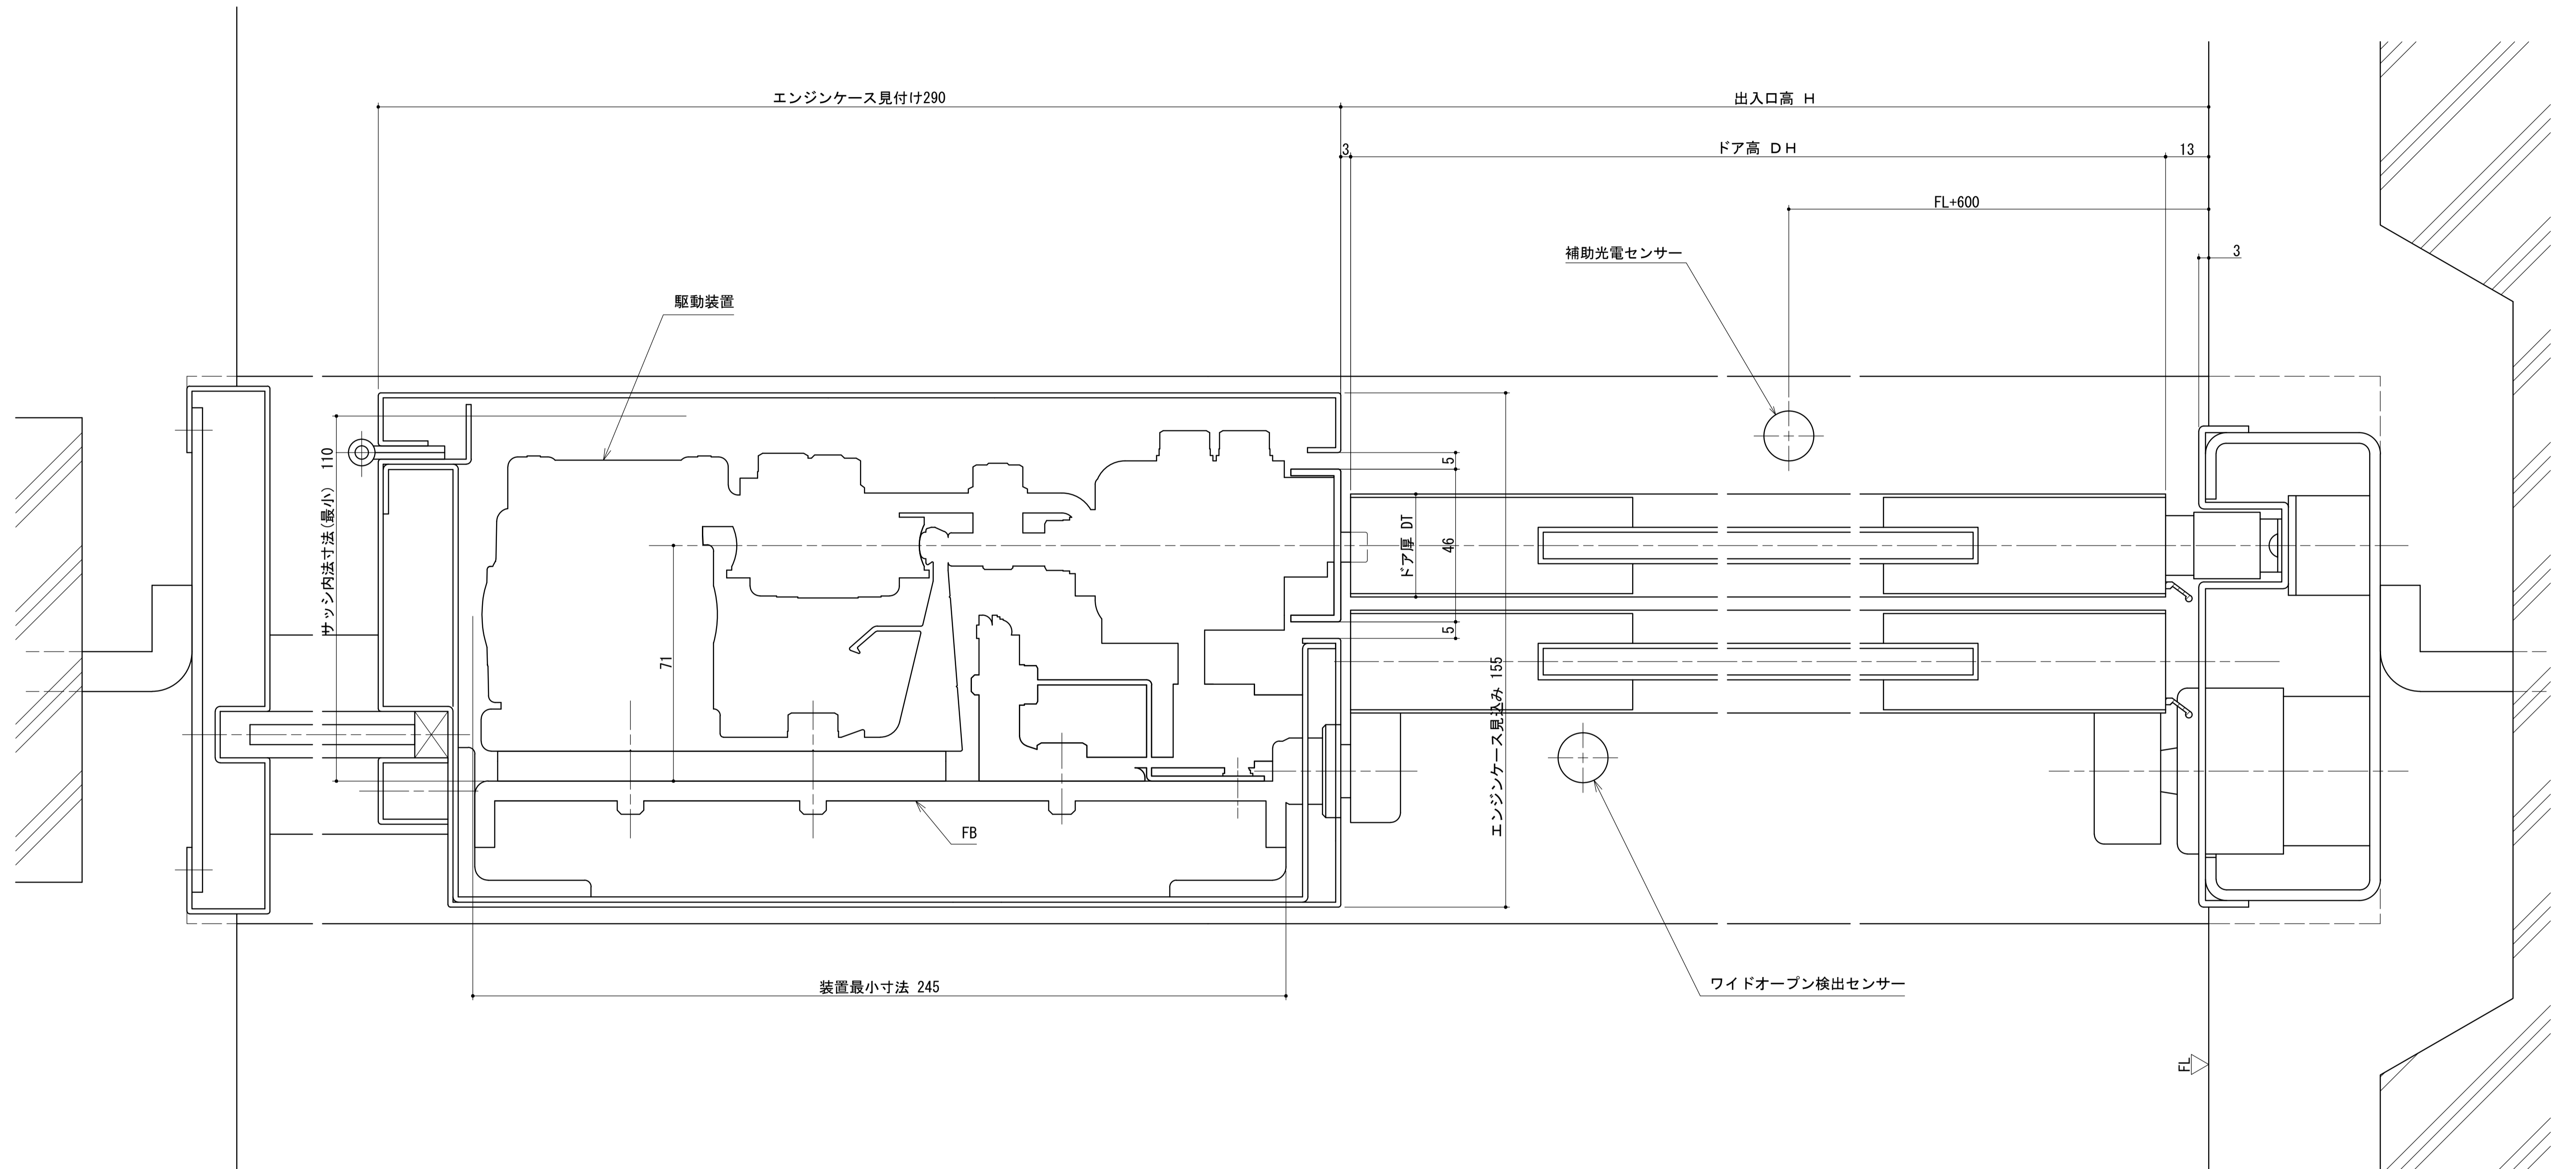 エンジンケース見付け290
出入口高 H
3
ドア高 DH
13
FL+600
補助光電センサー
3
駆動装置
サッシ内法寸法(最小) 110
5
ドア厚 DT
46
71
5
エンジンケース見込み 155
FB
装置最小寸法 245
ワイドオープン検出センサー
FL